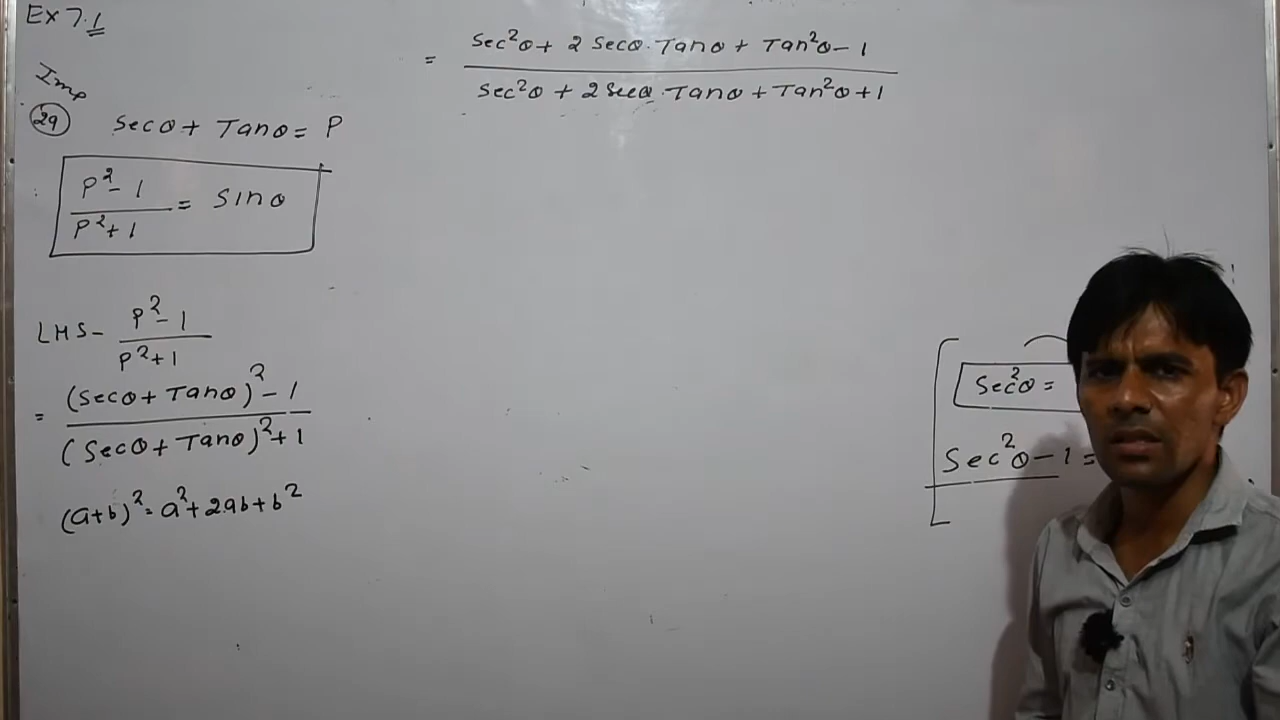 Ex 7.1
Imp
29 Secθ + Tanθ = P
P²-1 / P²+1 = Sinθ
LHS - P²-1 / P²+1
= (Secθ + Tanθ)² - 1 / (Secθ + Tanθ)² + 1
(a+b)² = a² + 2ab + b²
= Sec²θ + 2 Secθ·Tanθ + Tan²θ - 1 / Sec²θ + 2 Secθ·Tanθ + Tan²θ + 1
Sec²θ =
Sec²θ - 1 =